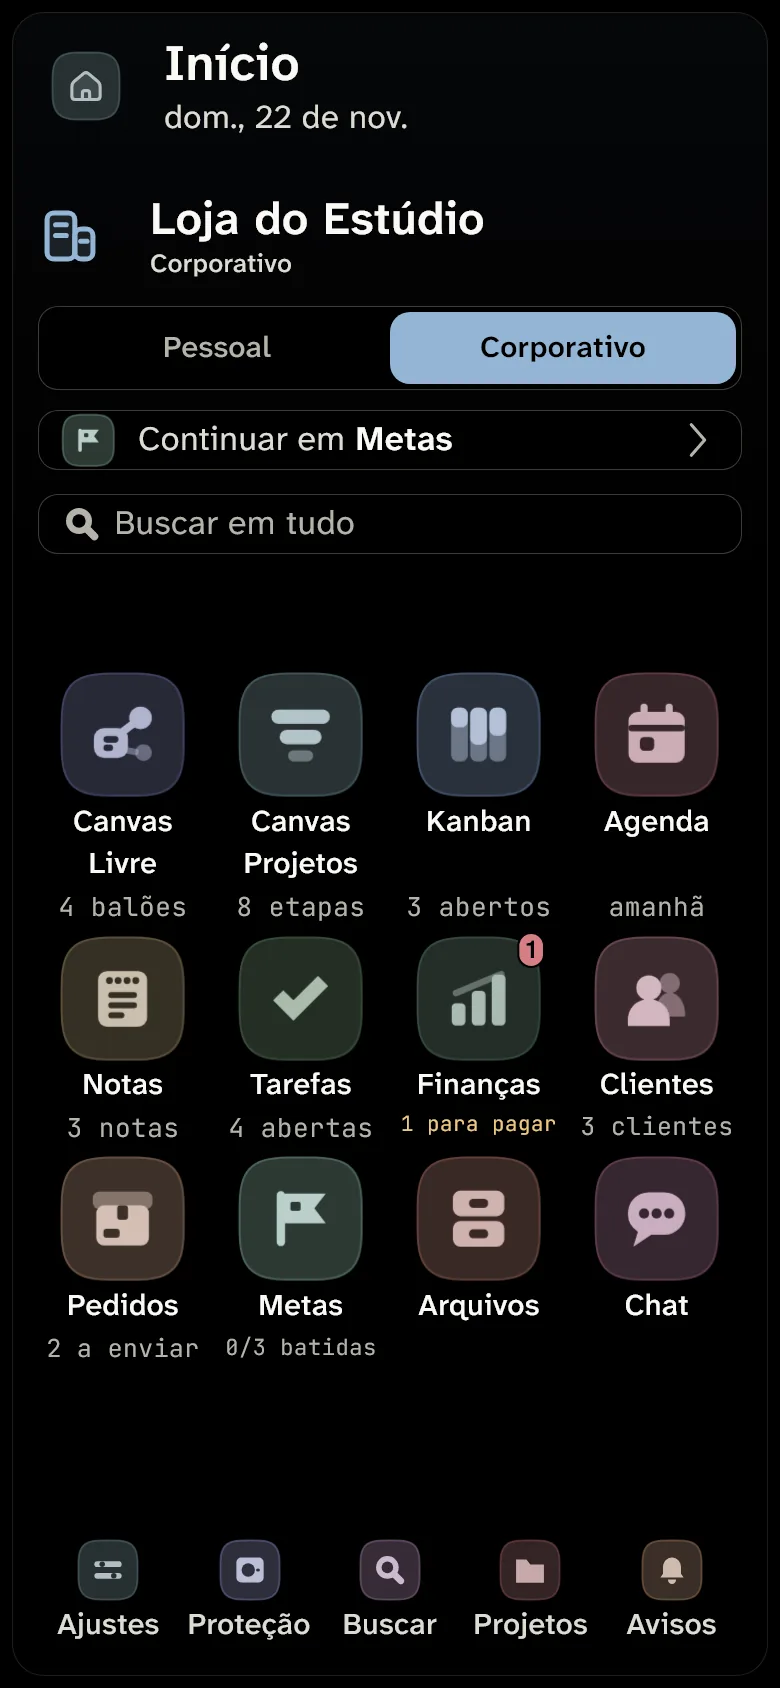 Início
dom., 22 de nov.
Loja do Estúdio
Corporativo
Pessoal
Corporativo
Continuar em Metas
Buscar em tudo
Canvas Livre
4 balões
Canvas Projetos
8 etapas
Kanban
3 abertos
Agenda
amanhã
Notas
3 notas
Tarefas
4 abertas
1
Finanças
1 para pagar
Clientes
3 clientes
Pedidos
2 a enviar
Metas
0/3 batidas
Arquivos
Chat
Ajustes
Proteção
Buscar
Projetos
Avisos